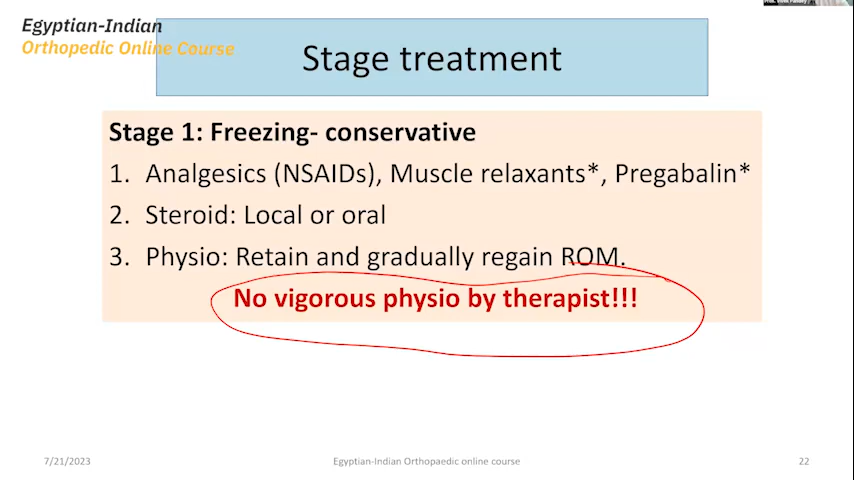 Egyptian-Indian
Orthopedic Online Course
Stage treatment
Stage 1: Freezing- conservative
1. Analgesics (NSAIDs), Muscle relaxants*, Pregabalin*
2. Steroid: Local or oral
3. Physio: Retain and gradually regain ROM.
No vigorous physio by therapist!!!
7/21/2023
Egyptian-Indian Orthopaedic online course
22